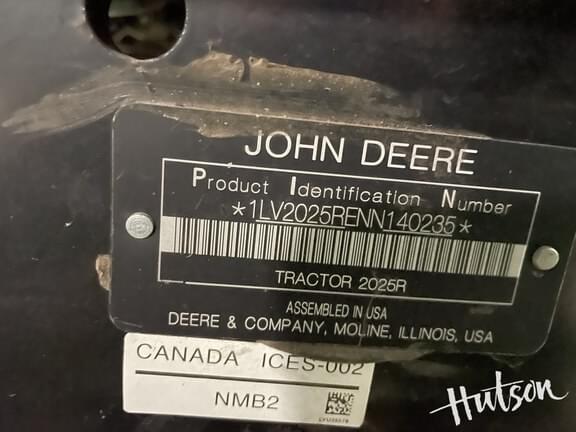 JOHN DEERE
Product Identification Number
*1LV2025RENN140235*
TRACTOR 2025R
ASSEMBLED IN USA
DEERE & COMPANY, MOLINE, ILLINOIS, USA
CANADA ICES-002
NMB2
Hutson